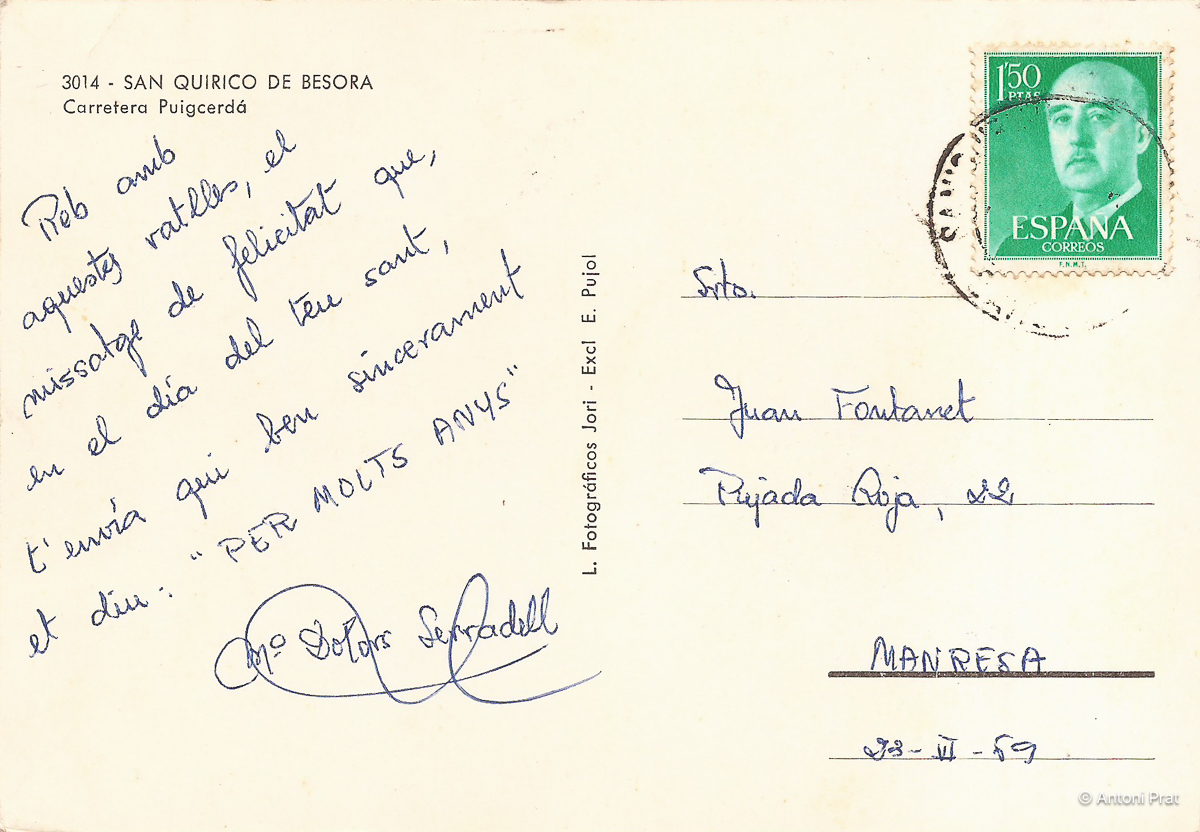 3014 - SAN QUIRICO DE BESORA
Carretera Puigcerdá
Reb amb
aquestes ratlles, el
missatge de felicitat que,
en el día del teu sant,
t'envía qui ben sincerament
et diu: "PER MOLTS ANYS"
Mª Dolors Serradell
L. Fotográficos Jori - Excl E. Pujol
1'50
PTAS
ESPAÑA
CORREOS
F.N.M.T.
Srto.
Juan Fontanet
Pujada Roja, 22
MANRESA
23-VI-69
© Antoni Prat